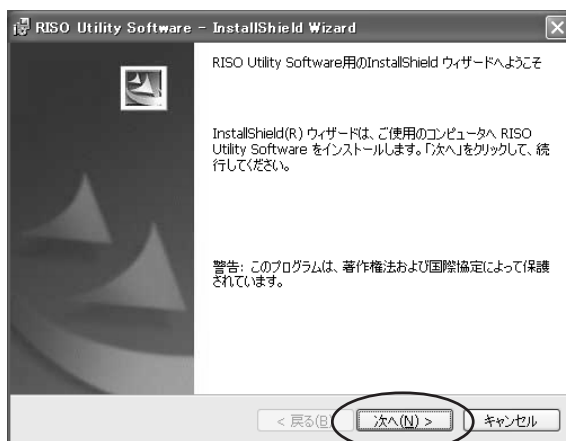 RISO Utility Software - InstallShield Wizard
RISO Utility Software用のInstallShield ウィザードへようこそ
InstallShield(R) ウィザードは、ご使用のコンピュータへ RISO
Utility Software をインストールします。「次へ」をクリックして、続
行してください。
警告: このプログラムは、著作権法および国際協定によって保護
されています。
< 戻る(B)
次へ(N) >
キャンセル